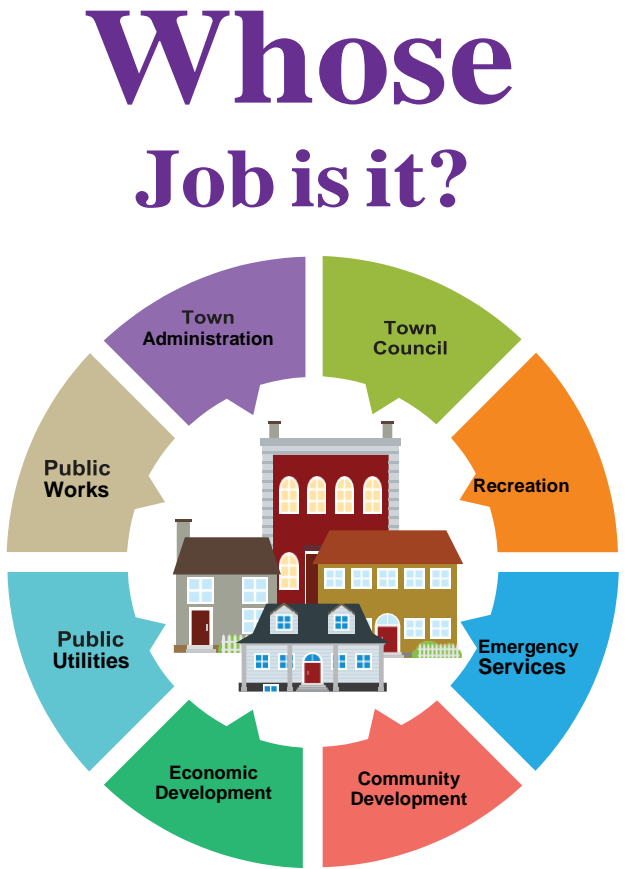 Whose
Job is it?
Town
Administration
Town
Council
Public
Works
Recreation
Public
Utilities
Emergency
Services
Economic
Development
Community
Development